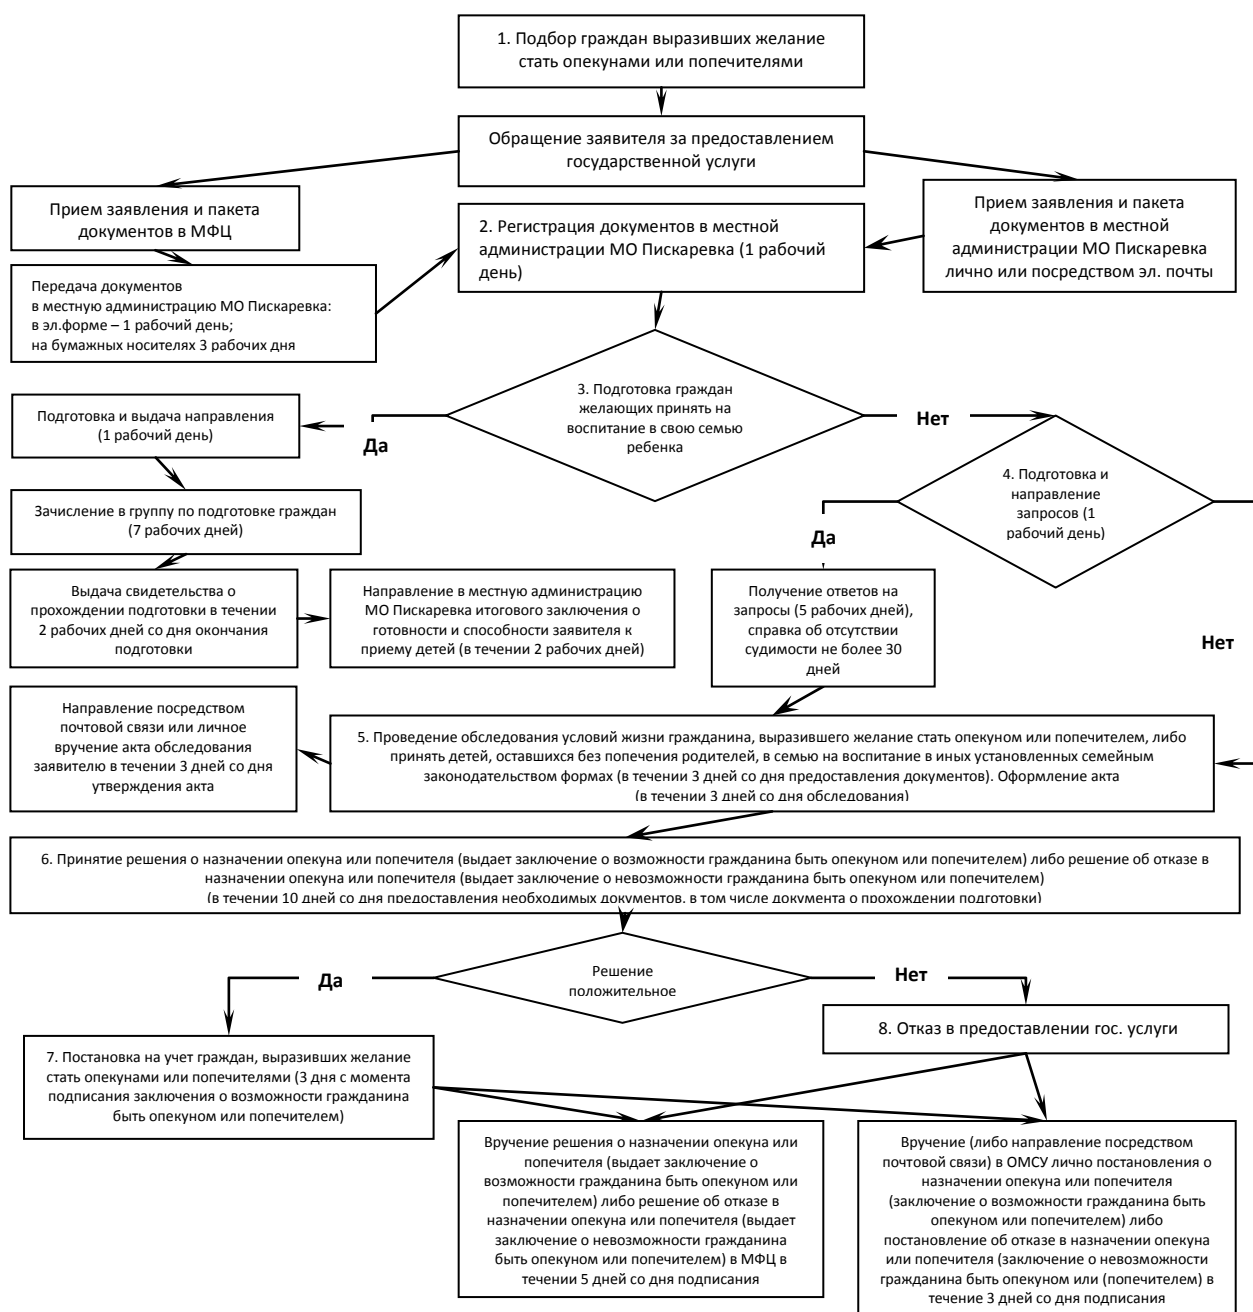 1. Подбор граждан выразивших желание
стать опекунами или попечителями
Обращение заявителя за предоставлением
государственной услуги
Прием заявления и пакета
документов в МФЦ
2. Регистрация документов в местной
администрации МО Пискаревка (1 рабочий
день)
Прием заявления и пакета
документов в местной
администрации МО Пискаревка
лично или посредством эл. почты
Передача документов
в местную администрацию МО Пискаревка:
в эл.форме – 1 рабочий день;
на бумажных носителях 3 рабочих дня
3. Подготовка граждан
желающих принять на
воспитание в свою семью
ребенка
Да
Нет
Подготовка и выдача направления
(1 рабочий день)
4. Подготовка и
направление
запросов (1
рабочий день)
Да
Нет
Зачисление в группу по подготовке граждан
(7 рабочих дней)
Выдача свидетельства о
прохождении подготовки в течении
2 рабочих дней со дня окончания
подготовки
Направление в местную администрацию
МО Пискаревка итогового заключения о
готовности и способности заявителя к
приему детей (в течении 2 рабочих дней)
Получение ответов на
запросы (5 рабочих дней),
справка об отсутствии
судимости не более 30
дней
Направление посредством
почтовой связи или личное
вручение акта обследования
заявителю в течении 3 дней со дня
утверждения акта
5. Проведение обследования условий жизни гражданина, выразившего желание стать опекуном или попечителем, либо
принять детей, оставшихся без попечения родителей, в семью на воспитание в иных установленных семейным
законодательством формах (в течении 3 дней со дня предоставления документов). Оформление акта
(в течении 3 дней со дня обследования)
6. Принятие решения о назначении опекуна или попечителя (выдает заключение о возможности гражданина быть опекуном или попечителем) либо решение об отказе в
назначении опекуна или попечителя (выдает заключение о невозможности гражданина быть опекуном или попечителем)
(в течении 10 дней со дня предоставления необходимых документов, в том числе документа о прохождении подготовки)
Решение
положительное
Да
Нет
7. Постановка на учет граждан, выразивших желание
стать опекунами или попечителями (3 дня с момента
подписания заключения о возможности гражданина
быть опекуном или попечителем)
8. Отказ в предоставлении гос. услуги
Вручение решения о назначении опекуна или
попечителя (выдает заключение о
возможности гражданина быть опекуном или
попечителем) либо решение об отказе в
назначении опекуна или попечителя (выдает
заключение о невозможности гражданина
быть опекуном или попечителем) в МФЦ в
течении 5 дней со дня подписания
Вручение (либо направление посредством
почтовой связи) в ОМСУ лично постановления о
назначении опекуна или попечителя
(заключение о возможности гражданина быть
опекуном или попечителем) либо
постановление об отказе в назначении опекуна
или попечителя (заключение о невозможности
гражданина быть опекуном или (попечителем) в
течение 3 дней со дня подписания